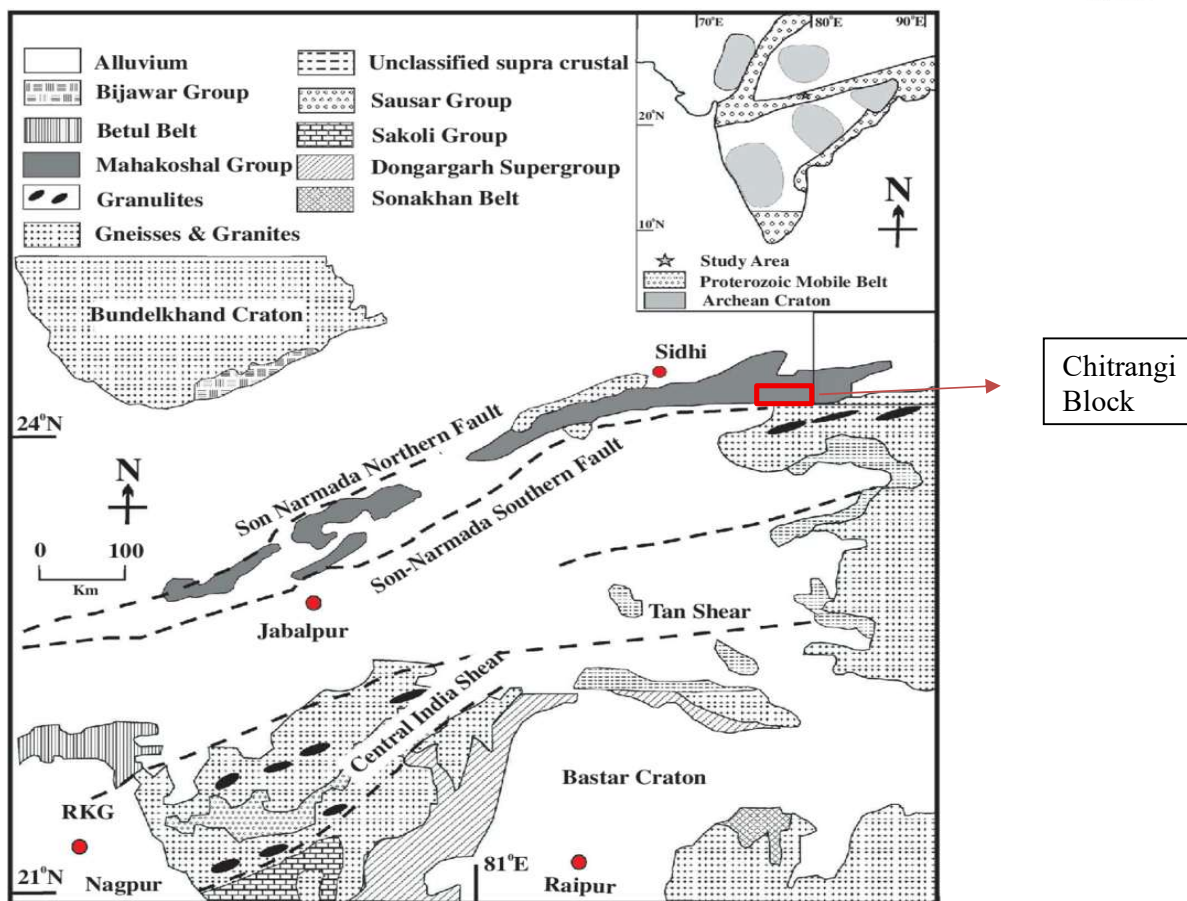 Alluvium
Bijawar Group
Betul Belt
Mahakoshal Group
Granulites
Gneisses & Granites
Unclassified supra crustal
Sausar Group
Sakoli Group
Dongargarh Supergroup
Sonakhan Belt
70°E
80°E
90°E
20°N
10°N
N
Study Area
Proterozoic Mobile Belt
Archean Craton
Bundelkhand Craton
Sidhi
Chitrangi
Block
24°N
N
0 100
Km
Son Narmada Northern Fault
Son-Narmada Southern Fault
Jabalpur
Tan Shear
Central India Shear
Bastar Craton
RKG
Nagpur
21°N
81°E
Raipur